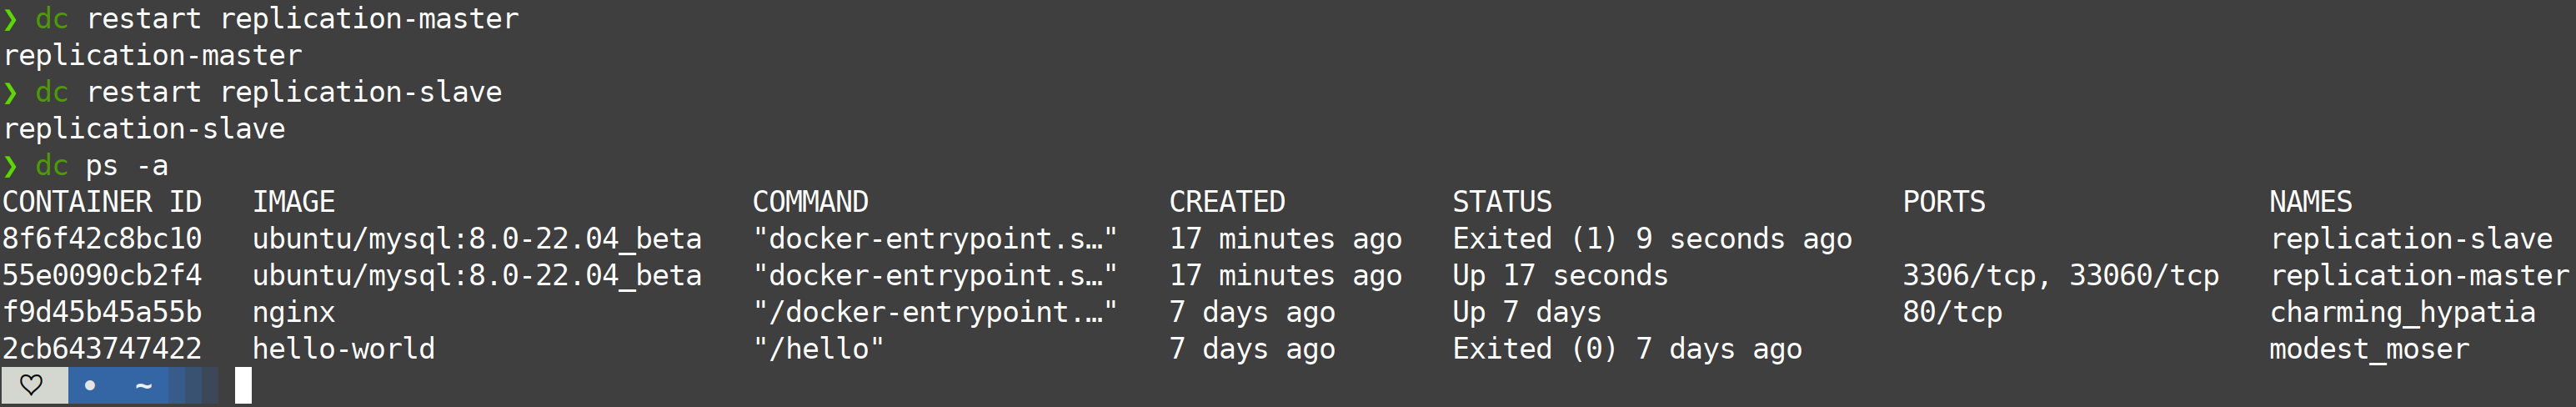 ❯ dc restart replication-master
replication-master
❯ dc restart replication-slave
replication-slave
❯ dc ps -a
CONTAINER ID   IMAGE                         COMMAND                  CREATED          STATUS                     PORTS                 NAMES
8f6f42c8bc10   ubuntu/mysql:8.0-22.04_beta   "docker-entrypoint.s…"   17 minutes ago   Exited (1) 9 seconds ago                         replication-slave
55e0090cb2f4   ubuntu/mysql:8.0-22.04_beta   "docker-entrypoint.s…"   17 minutes ago   Up 17 seconds              3306/tcp, 33060/tcp   replication-master
f9d45b45a55b   nginx                         "/docker-entrypoint.…"   7 days ago       Up 7 days                  80/tcp                charming_hypatia
2cb643747422   hello-world                   "/hello"                 7 days ago       Exited (0) 7 days ago                            modest_moser
♡ • ~